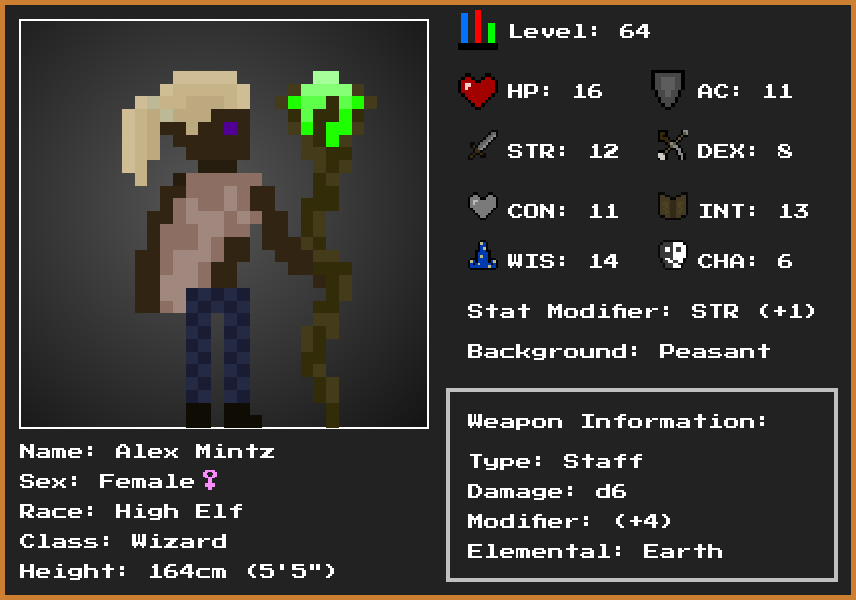 Level: 64
HP: 16
AC: 11
STR: 12
DEX: 8
CON: 11
INT: 13
WIS: 14
CHA: 6
Stat Modifier: STR (+1)
Background: Peasant
Weapon Information:
Type: Staff
Damage: d6
Modifier: (+4)
Elemental: Earth
Name: Alex Mintz
Sex: Female♀
Race: High Elf
Class: Wizard
Height: 164cm (5'5")